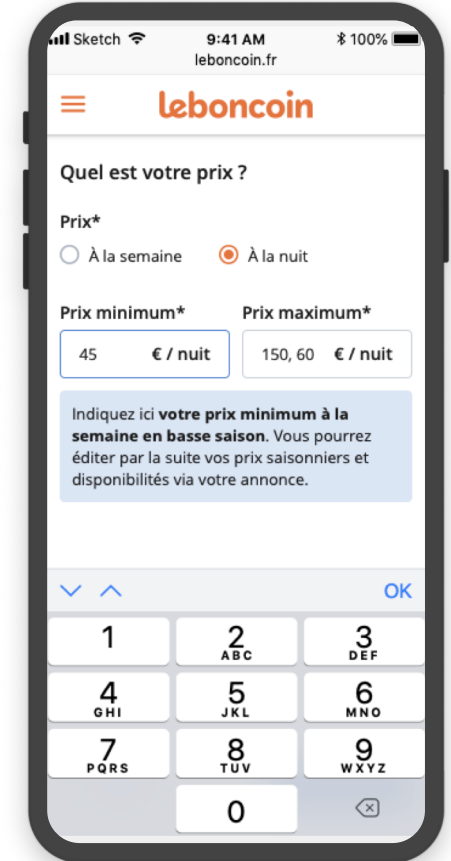 Sketch 9:41 AM 100%
leboncoin.fr
leboncoin
Quel est votre prix ?
Prix*
À la semaine À la nuit
Prix minimum* Prix maximum*
45 € / nuit 150, 60 € / nuit
Indiquez ici votre prix minimum à la
semaine en basse saison. Vous pourrez
éditer par la suite vos prix saisonniers et
disponibilités via votre annonce.
OK
1 2 3
ABC DEF
4 5 6
GHI JKL MNO
7 8 9
PQRS TUV WXYZ
0